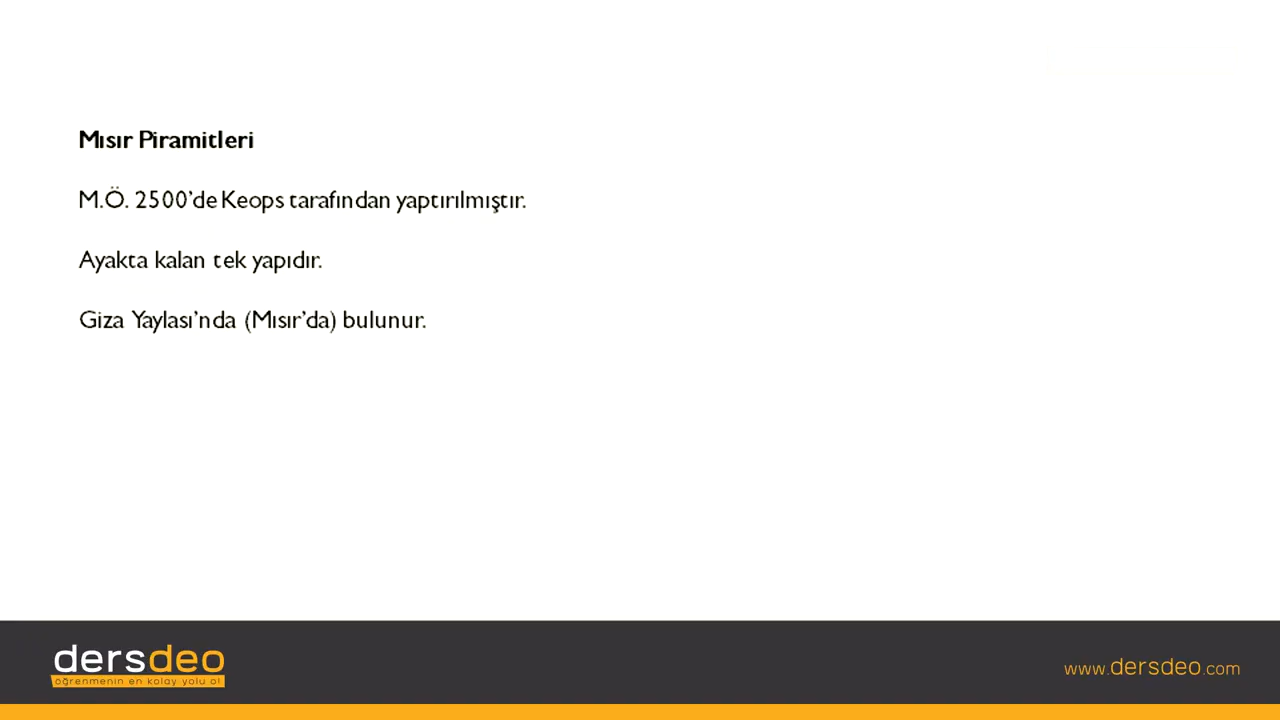 Mısır Piramitleri
M.Ö. 2500’de Keops tarafından yaptırılmıştır.
Ayakta kalan tek yapıdır.
Giza Yaylası’nda (Mısır’da) bulunur.
dersdeo
öğrenmenin en kolay yolu o!
www.dersdeo.com